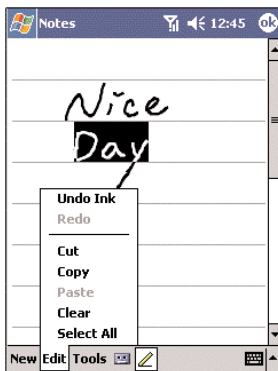 Notes 12:45 ok
Nice
Day
Undo Ink
Redo
Cut
Copy
Paste
Clear
Select All
New Edit Tools